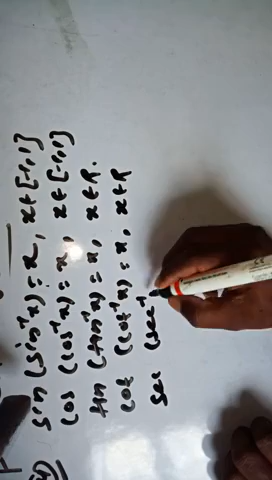 sin (sin⁻¹x) = x, x ∈ [-1,1]
cos (cos⁻¹x) = x, x ∈ [-1,1]
tan (tan⁻¹x) = x, x ∈ R.
cot (cot⁻¹x) = x, x ∈ R
sec (sec⁻¹